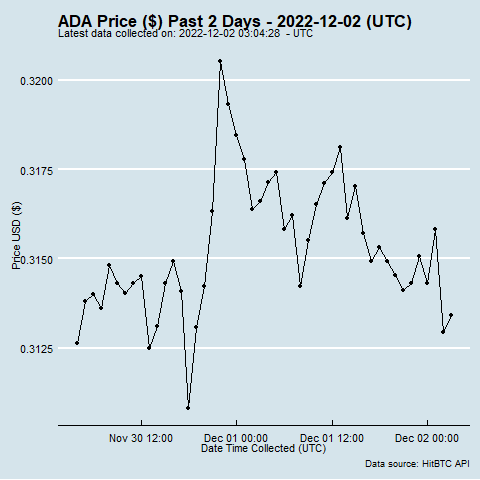 ADA Price ($) Past 2 Days - 2022-12-02 (UTC)
Latest data collected on: 2022-12-02 03:04:28 - UTC
Price USD ($)
0.3200
0.3175
0.3150
0.3125
Nov 30 12:00 Dec 01 00:00 Dec 01 12:00 Dec 02 00:00
Date Time Collected (UTC)
Data source: HitBTC API